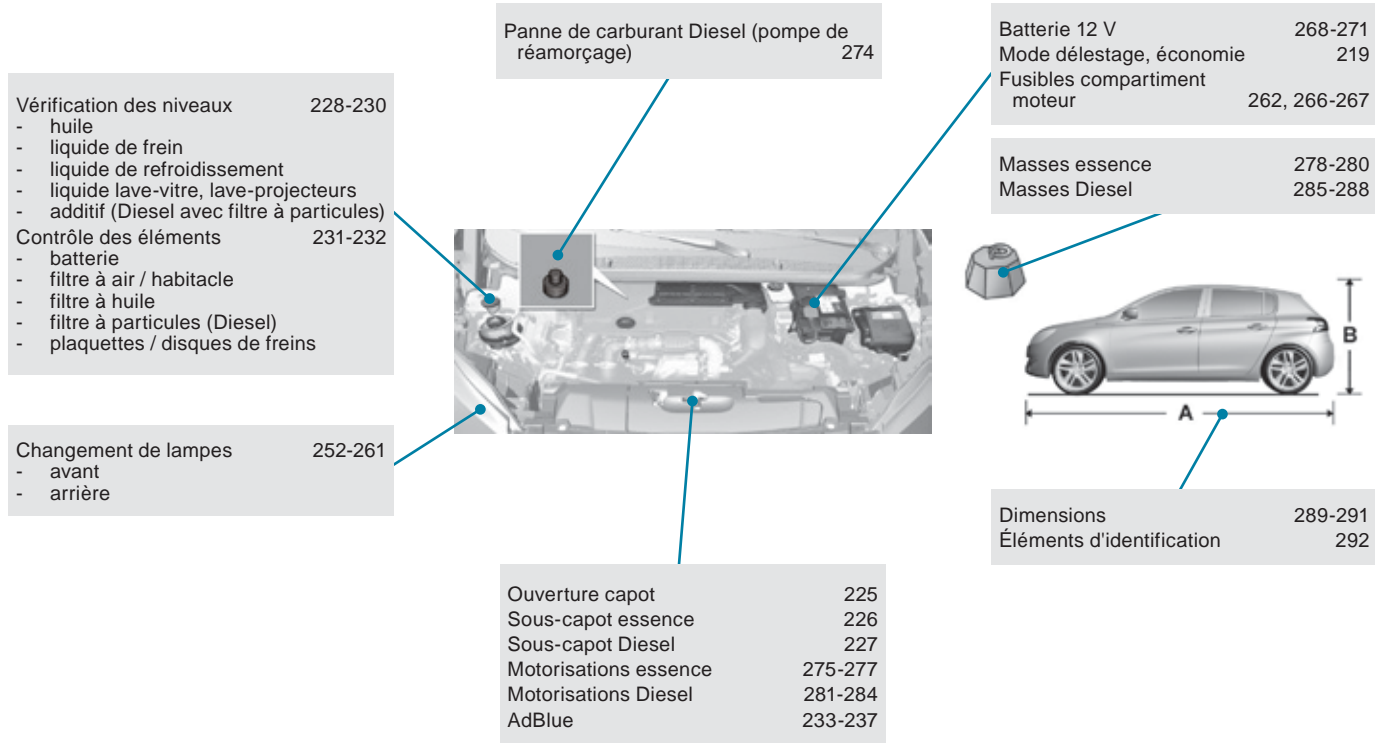 Panne de carburant Diesel (pompe de
réamorçage) 274
Batterie 12 V 268-271
Mode délestage, économie 219
Fusibles compartiment
moteur 262, 266-267
Vérification des niveaux 228-230
- huile
- liquide de frein
- liquide de refroidissement
- liquide lave-vitre, lave-projecteurs
- additif (Diesel avec filtre à particules)
Contrôle des éléments 231-232
- batterie
- filtre à air / habitacle
- filtre à huile
- filtre à particules (Diesel)
- plaquettes / disques de freins
Masses essence 278-280
Masses Diesel 285-288
B
A
Changement de lampes 252-261
- avant
- arrière
Dimensions 289-291
Éléments d'identification 292
Ouverture capot 225
Sous-capot essence 226
Sous-capot Diesel 227
Motorisations essence 275-277
Motorisations Diesel 281-284
AdBlue 233-237